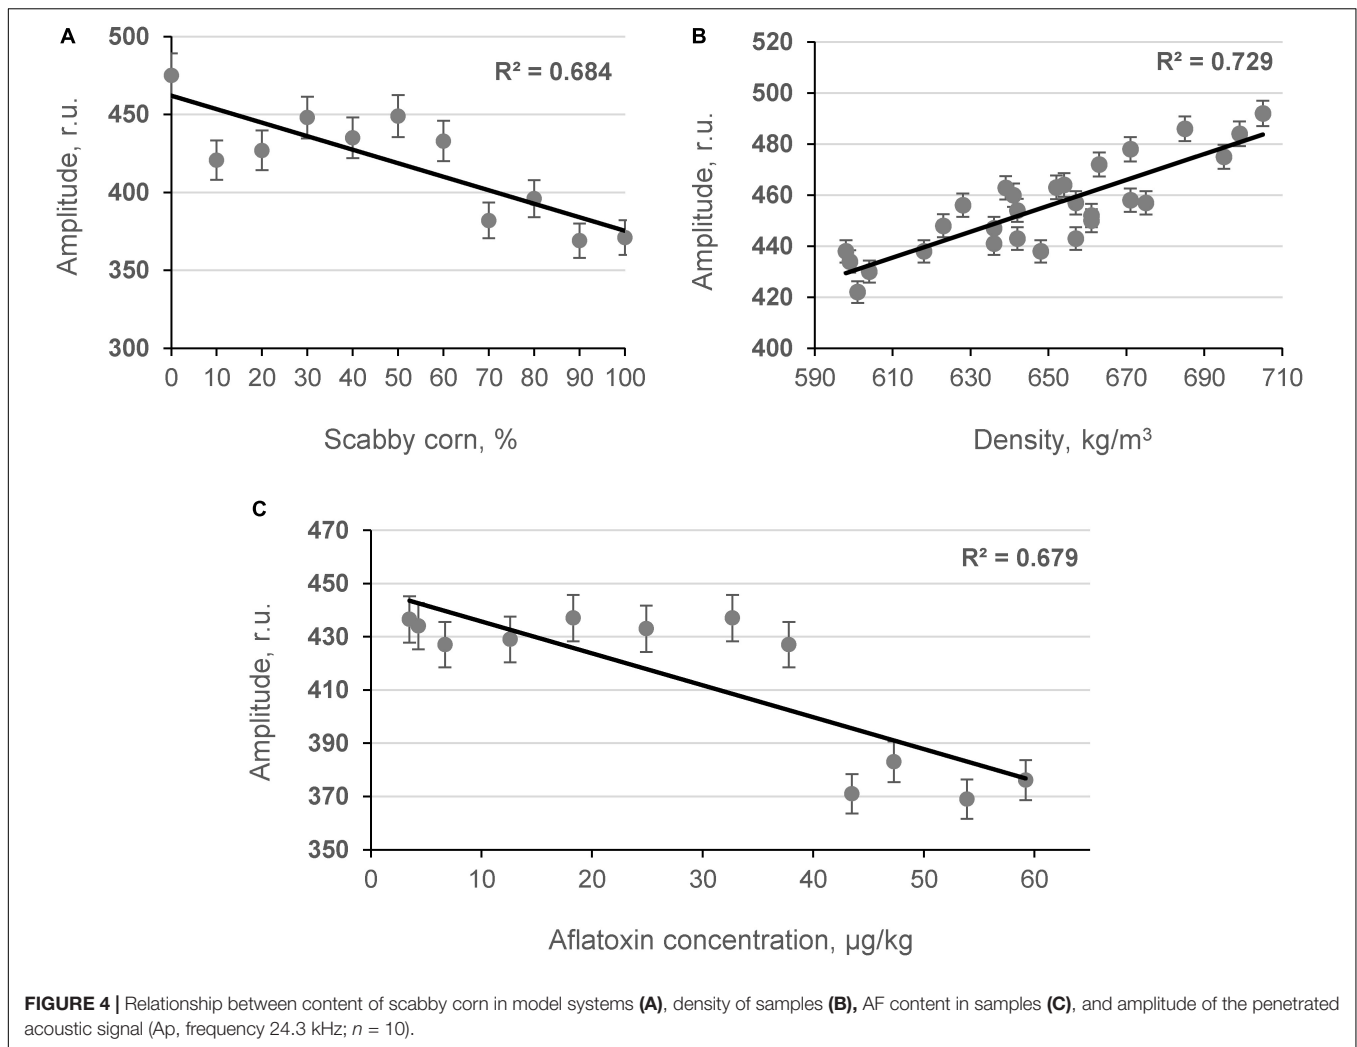 A
R² = 0.684
Amplitude, r.u.
500
450
400
350
300
0 10 20 30 40 50 60 70 80 90 100
Scabby corn, %
B
R² = 0.729
Amplitude, r.u.
520
500
480
460
440
420
400
590 610 630 650 670 690 710
Density, kg/m³
C
R² = 0.679
Amplitude, r.u.
470
450
430
410
390
370
350
0 10 20 30 40 50 60
Aflatoxin concentration, µg/kg
FIGURE 4 | Relationship between content of scabby corn in model systems (A), density of samples (B), AF content in samples (C), and amplitude of the penetrated
acoustic signal (Ap, frequency 24.3 kHz; n = 10).